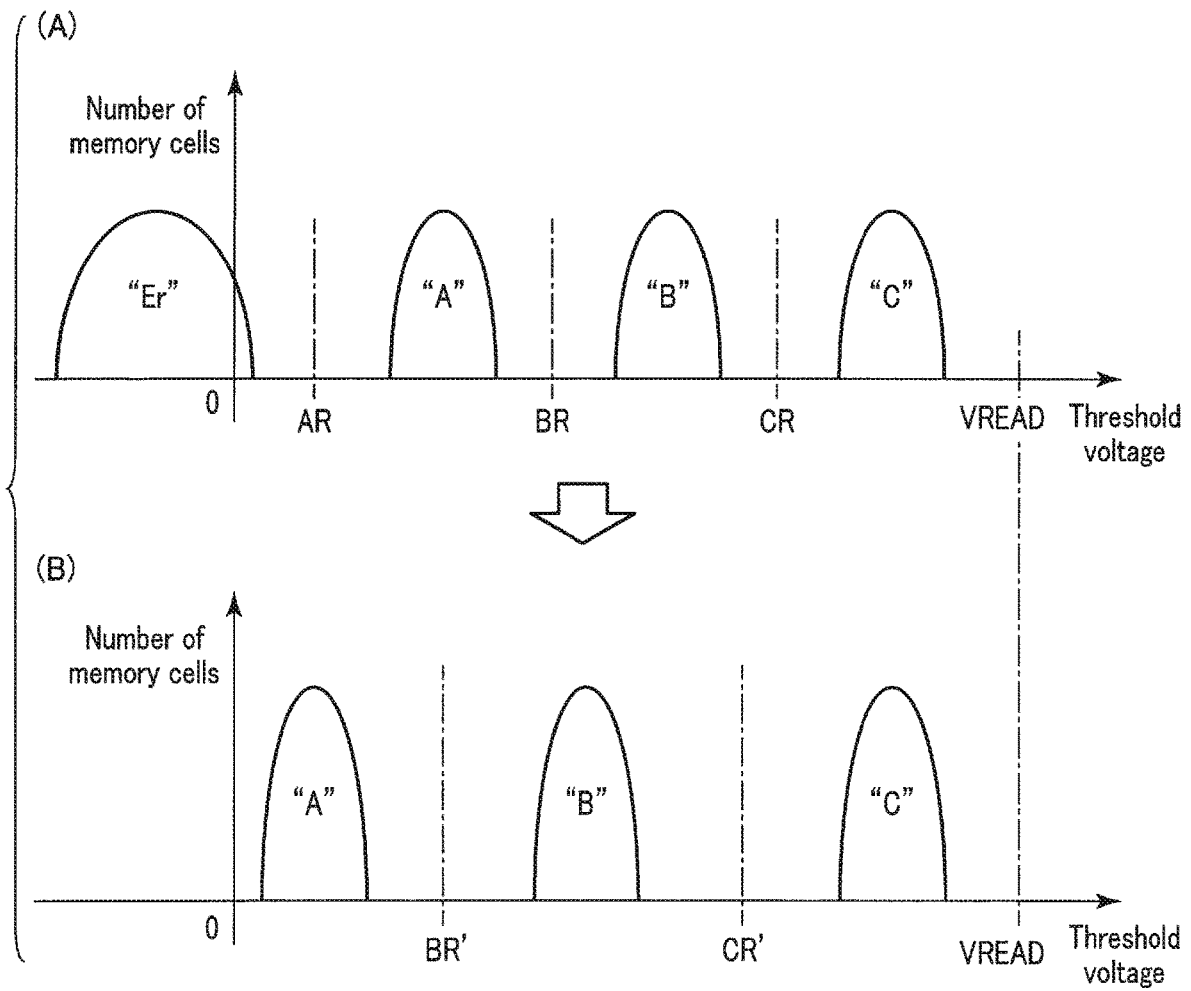 (A)
Number of
memory cells
“Er”
“A”
“B”
“C”
0
AR
BR
CR
VREAD
Threshold
voltage
(B)
Number of
memory cells
“A”
“B”
“C”
0
BR’
CR’
VREAD
Threshold
voltage